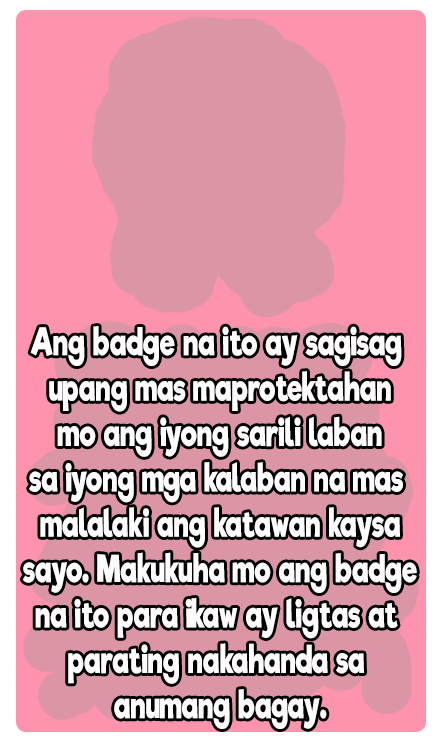 Ang badge na ito ay sagisag
upang mas maprotektahan
mo ang iyong sarili laban
sa iyong mga kalaban na mas
malalaki ang katawan kaysa
sayo. Makukuha mo ang badge
na ito para ikaw ay ligtas at
parating nakahanda sa
anumang bagay.